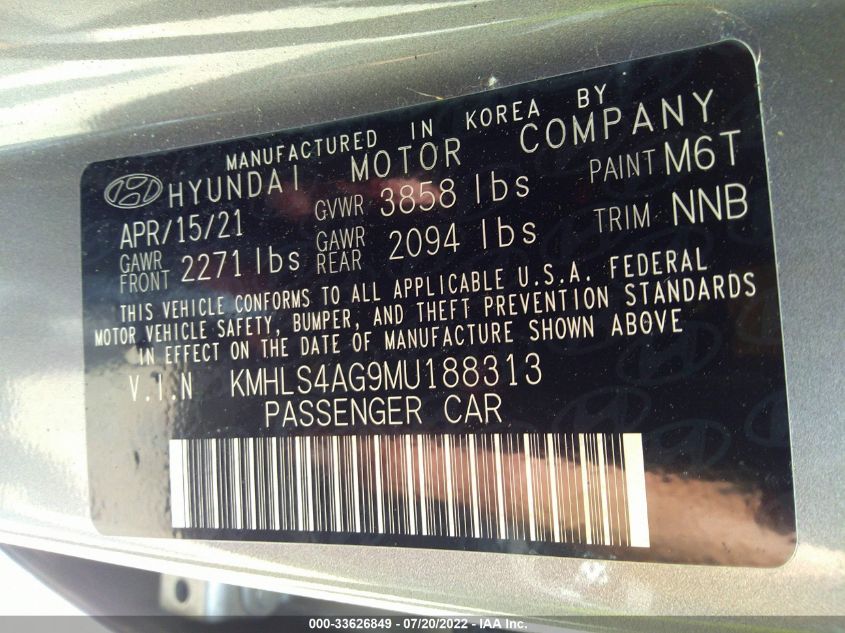 MANUFACTURED IN KOREA BY
HYUNDAI MOTOR COMPANY
APR/15/21 GVWR 3858 lbs PAINT M6T
GAWR FRONT 2271 lbs GAWR REAR 2094 lbs TRIM NNB
THIS VEHICLE CONFORMS TO ALL APPLICABLE U.S.A. FEDERAL
MOTOR VEHICLE SAFETY, BUMPER, AND THEFT PREVENTION STANDARDS
IN EFFECT ON THE DATE OF MANUFACTURE SHOWN ABOVE
V.I.N KMHLS4AG9MU188313
PASSENGER CAR
000-33626849 - 07/20/2022 - IAA Inc.